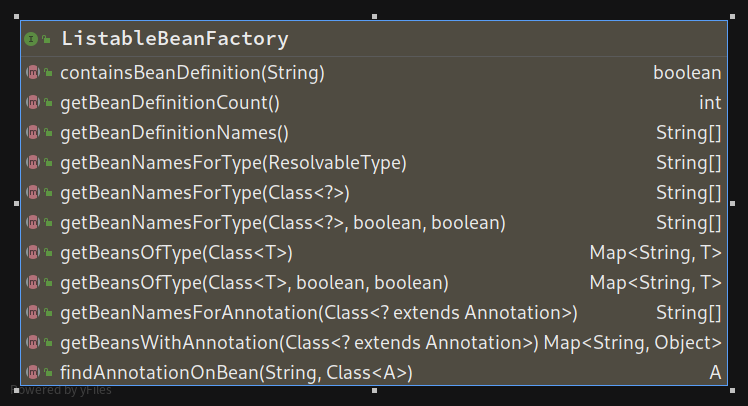 ListableBeanFactory
containsBeanDefinition(String) boolean
getBeanDefinitionCount() int
getBeanDefinitionNames() String[]
getBeanNamesForType(ResolvableType) String[]
getBeanNamesForType(Class<?>) String[]
getBeanNamesForType(Class<?>, boolean, boolean) String[]
getBeansOfType(Class<T>) Map<String, T>
getBeansOfType(Class<T>, boolean, boolean) Map<String, T>
getBeanNamesForAnnotation(Class<? extends Annotation>) String[]
getBeansWithAnnotation(Class<? extends Annotation>) Map<String, Object>
findAnnotationOnBean(String, Class<A>) A
Powered by yFiles